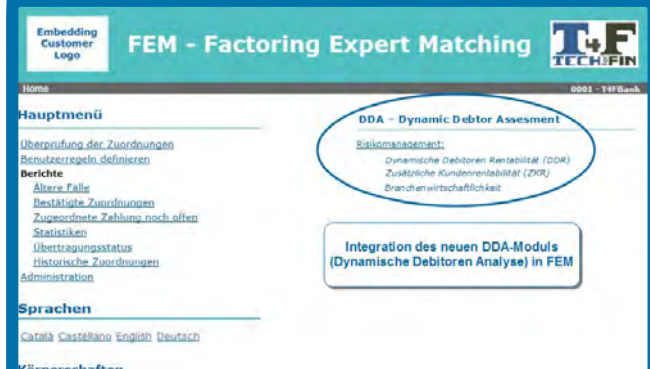 Embedding
Customer
Logo
FEM - Factoring Expert Matching
T4F
TECH4FIN
Home
0001 - T4FBank
Hauptmenü
Überprüfung der Zuordnungen
Benutzerregeln definieren
Berichte
Ältere Fälle
Bestätigte Zuordnungen
Zugeordnete Zahlung noch offen
Statistiken
Übertragungsstatus
Historische Zuordnungen
Administration
Sprachen
Català Castellano English Deutsch
Körperschaften
DDA – Dynamic Debtor Assesment
Risikomanagement:
Dynamische Debitoren Rentabilität (DDR)
Zusätzliche Kundenrentabilität (ZKR)
Branchenwirtschaftlichkeit
Integration des neuen DDA-Moduls
(Dynamische Debitoren Analyse) in FEM